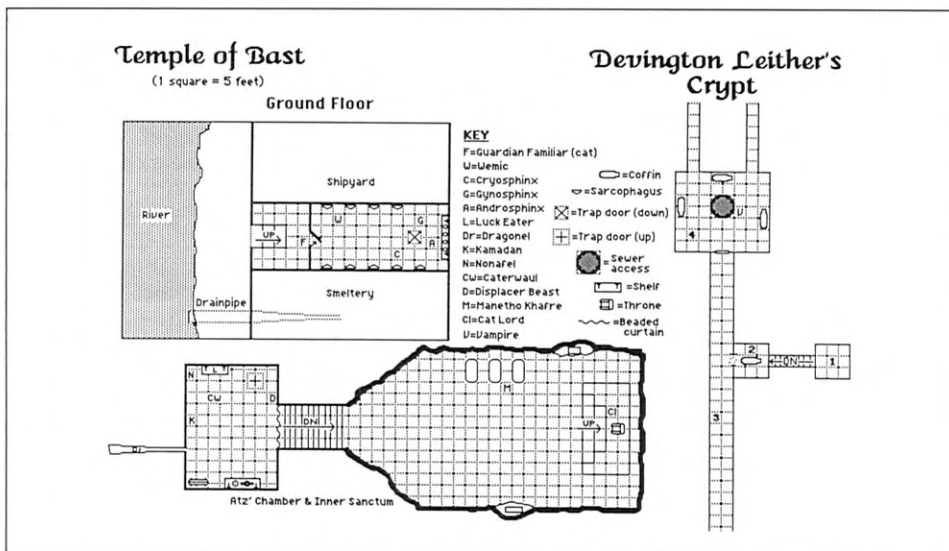 Temple of Bast
(1 square = 5 feet)
Ground Floor
River
Shipyard
UP
F
W
G
A
C
Smeltery
Drainpipe
KEY
F=Guardian Familiar (cat)
W=Wemic
C=Cryosphinx
G=Gynosphinx
A=Androsphinx
L=Luck Eater
Dr=Dragonel
K=Kamadan
N=Nonafel
CW=Caterwaul
D=Displacer Beast
M=Manetho Khafre
Cl=Cat Lord
V=Vampire
=Coffin
=Sarcophagus
=Trap door (down)
=Trap door (up)
=Sewer access
=Shelf
=Throne
=Beaded curtain
Devington Leither's
Crypt
V
4
2
DN
1
3
N
L
CW
D
K
DN
M
Cl
UP
Atz' Chamber & Inner Sanctum